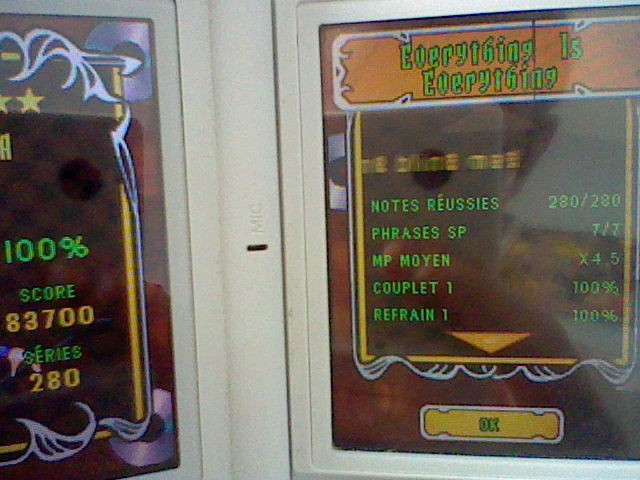 100%
SCORE
83700
SÉRIES
280
MIC.
Everything Is
Everything
NOTES RÉUSSIES 280/280
PHRASES SP 7/7
MP MOYEN X4.5
COUPLET 1 100%
REFRAIN 1 100%
OK